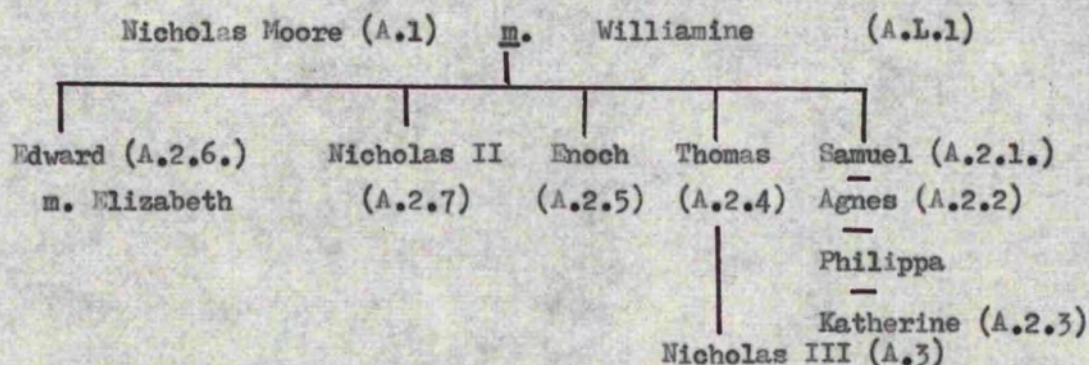 Nicholas Moore (A.1) m. Williamine (A.L.1)
Edward (A.2.6.) Nicholas II Enoch Thomas Samuel (A.2.1.)
m. Elizabeth (A.2.7) (A.2.5) (A.2.4) Agnes (A.2.2)
Philippa
Katherine (A.2.3)
Nicholas III (A.3)